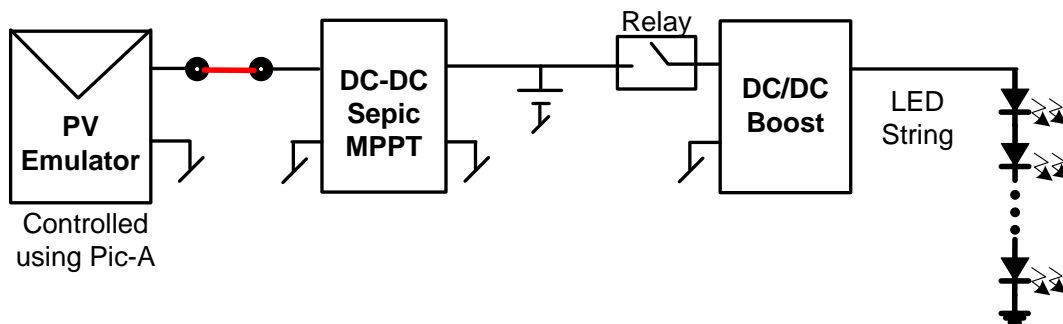 PV
Emulator
Controlled
using Pic-A
DC-DC
Sepic
MPPT
Relay
DC/DC
Boost
LED
String